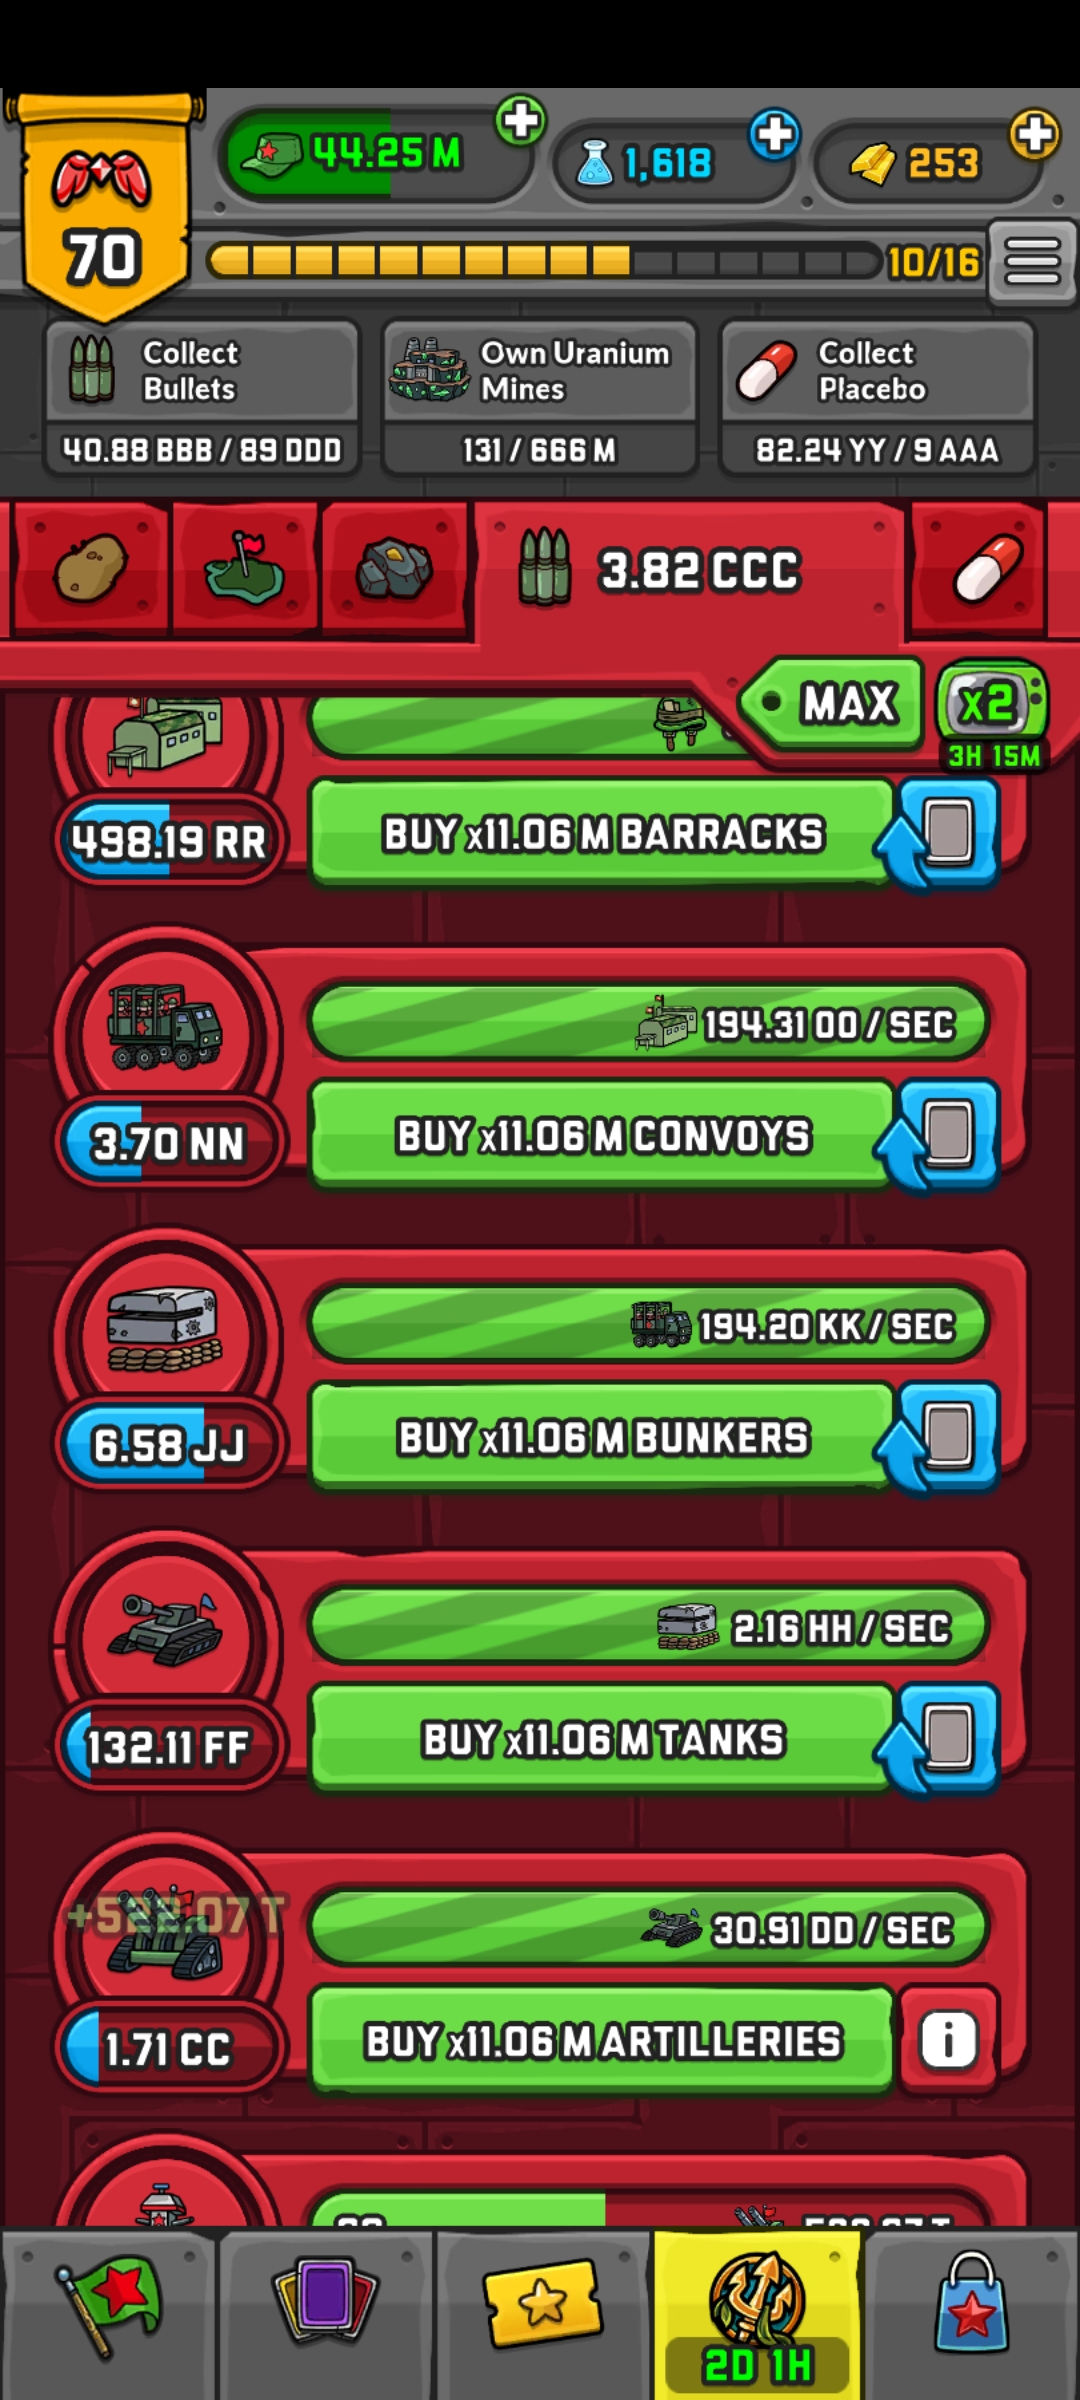 44.25 M
1,618
253
70
10/16
Collect
Bullets
Own Uranium
Mines
Collect
Placebo
40.88 BBB / 89 DDD
131 / 666 M
82.24 YY / 9 AAA
3.82 CCC
MAX
x2
3H 15M
498.19 RR
BUY x11.06 M BARRACKS
194.31 OO / SEC
3.70 NN
BUY x11.06 M CONVOYS
194.20 KK / SEC
6.58 JJ
BUY x11.06 M BUNKERS
2.16 HH / SEC
132.11 FF
BUY x11.06 M TANKS
30.91 DD / SEC
1.71 CC
BUY x11.06 M ARTILLERIES
i
2D 1H